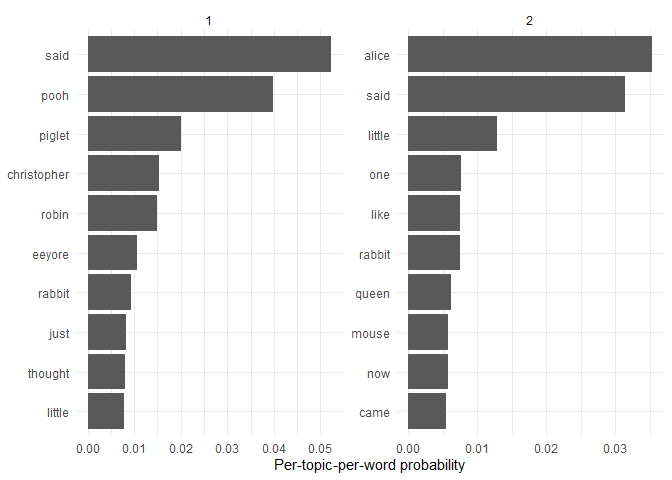 1
said
pooh
piglet
christopher
robin
eeyore
rabbit
just
thought
little
0.00 0.01 0.02 0.03 0.04 0.05
2
alice
said
little
one
like
rabbit
queen
mouse
now
came
0.00 0.01 0.02 0.03
Per-topic-per-word probability